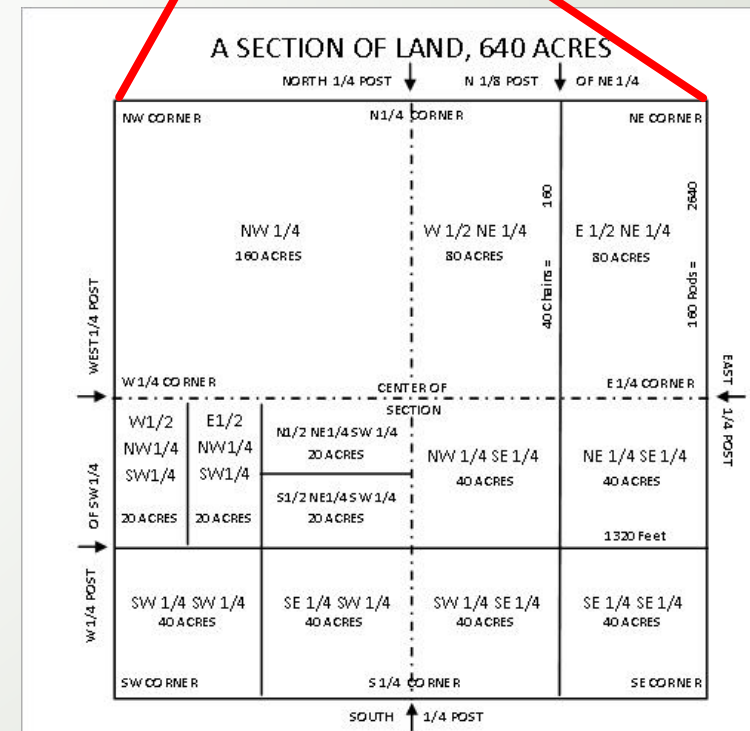 A SECTION OF LAND, 640 ACRES
NORTH 1/4 POST
N 1/8 POST
OF NE 1/4
NW CORNER
N1/4 CORNER
NE CORNER
NW 1/4
160 ACRES
W 1/2 NE 1/4
80 ACRES
40 Chains = 160
E 1/2 NE 1/4
80 ACRES
160 Rods = 2640
WEST 1/4 POST
W 1/4 CORNER
CENTER OF
SECTION
E 1/4 CORNER
EAST 1/4 POST
W1/2
NW1/4
SW1/4
20 ACRES
E1/2
NW1/4
SW1/4
20 ACRES
N1/2 NE1/4 SW 1/4
20 ACRES
S1/2 NE1/4 SW 1/4
20 ACRES
NW 1/4 SE 1/4
40 ACRES
NE 1/4 SE 1/4
40 ACRES
1320 Feet
W 1/4 POST
OF SW 1/4
SW 1/4 SW 1/4
40 ACRES
SE 1/4 SW 1/4
40 ACRES
SW 1/4 SE 1/4
40 ACRES
SE 1/4 SE 1/4
40 ACRES
SW CORNER
S 1/4 CORNER
SE CORNER
SOUTH 1/4 POST